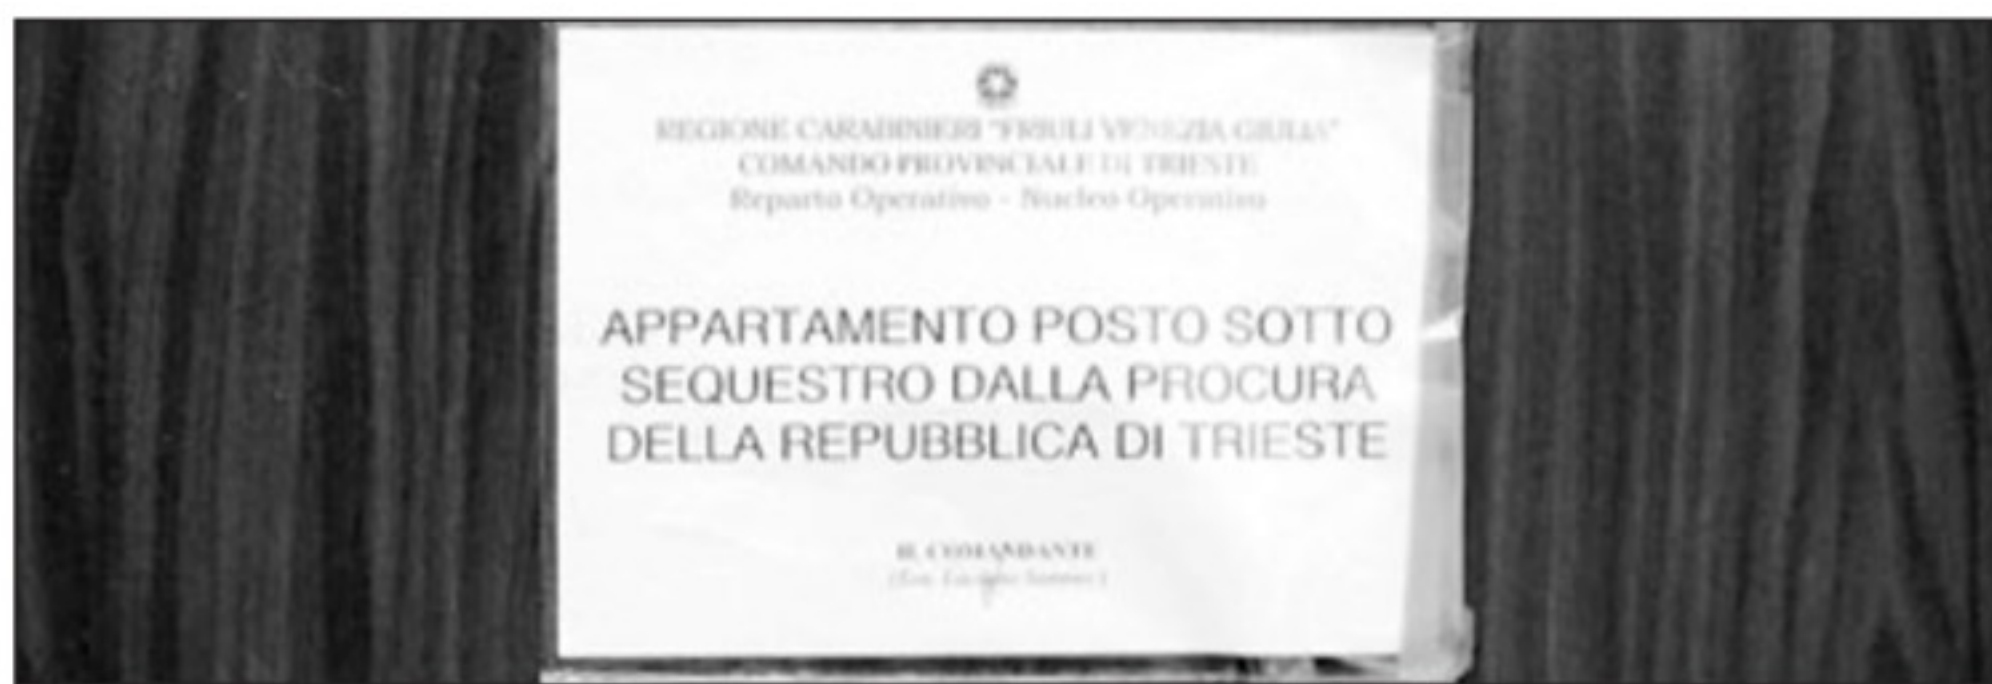 REGIONE CARABINIERI "FRIULI VENEZIA GIULIA"
COMANDO PROVINCIALE DI TRIESTE
Reparto Operativo - Nucleo Operativo
APPARTAMENTO POSTO SOTTO
SEQUESTRO DALLA PROCURA
DELLA REPUBBLICA DI TRIESTE
IL COMANDANTE